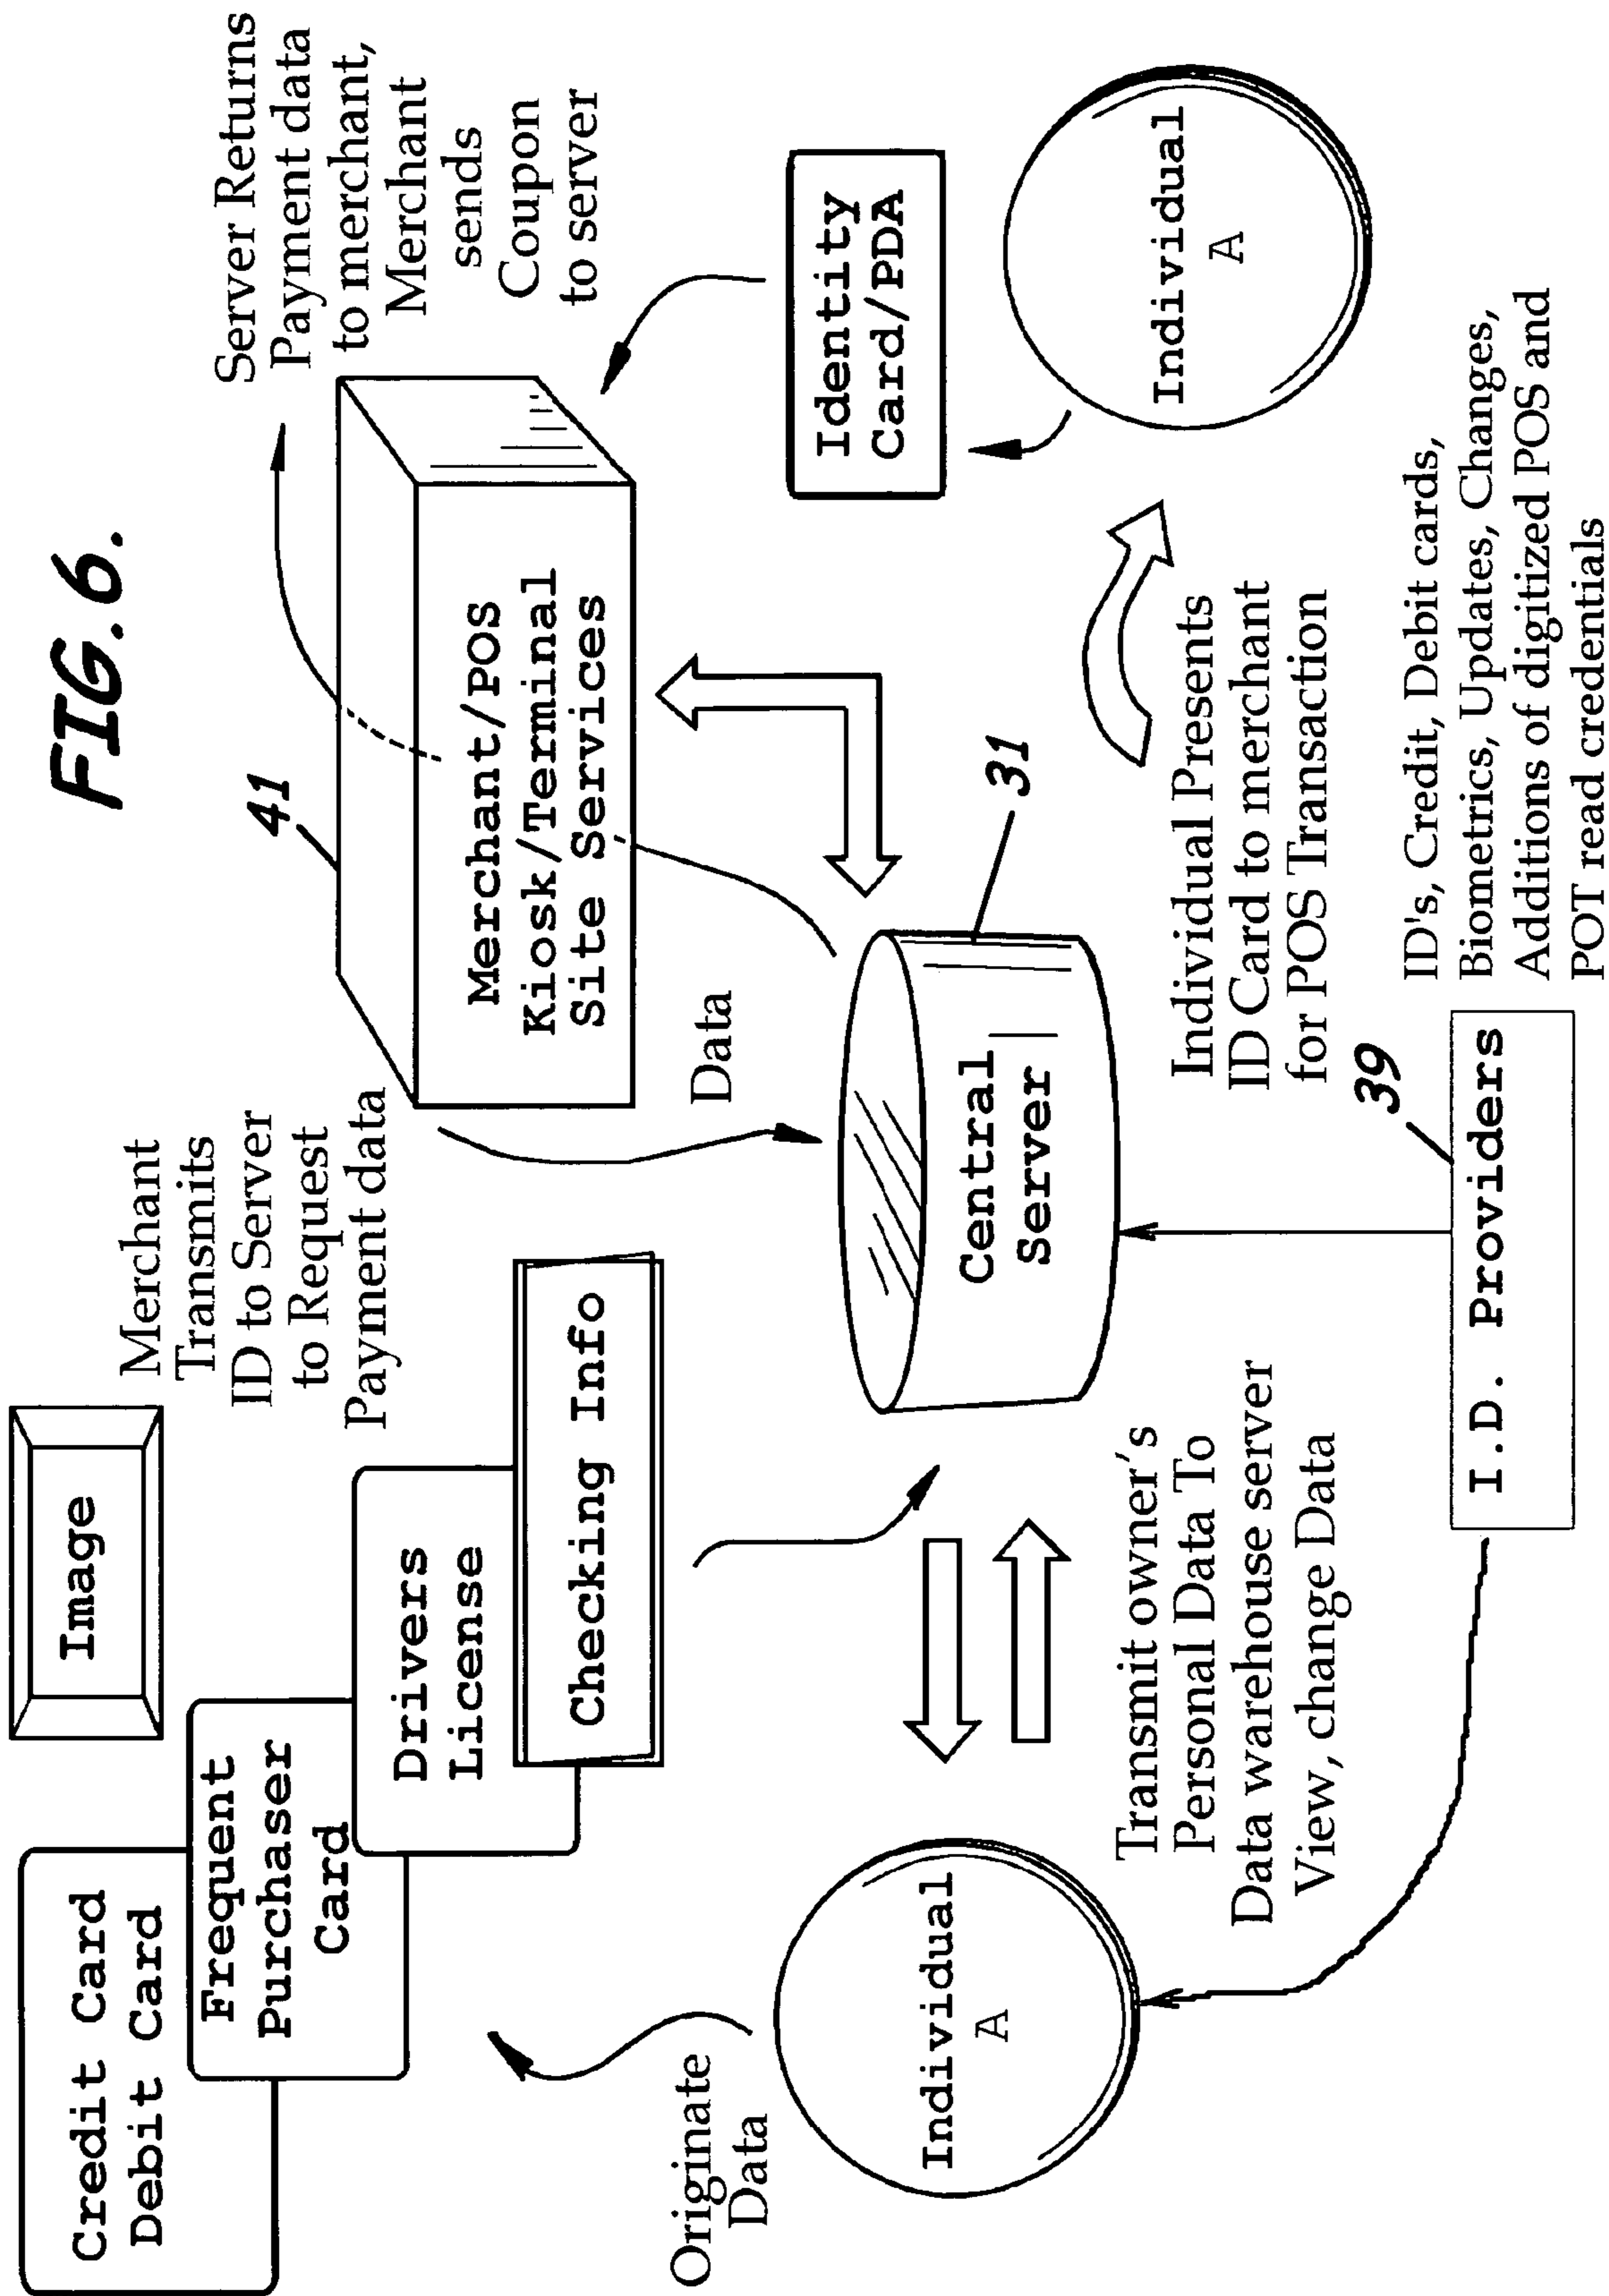 FIG. 6.
Credit Card
Debit Card
Frequent
Purchaser
Card
Drivers
License
Checking Info
Image
Merchant
Transmits
ID to Server
to Request
Payment data
41
Merchant/POS
Kiosk/Terminal
Site Services
Server Returns
Payment data
to merchant,
Merchant
sends
Coupon
to server
Originate
Data
Data
Individual
A
Central
Server
31
Identity
Card/PDA
Individual
A
Transmit owner's
Personal Data To
Data warehouse server
View, change Data
Individual Presents
ID Card to merchant
for POS Transaction
39
I.D. Providers
ID's, Credit, Debit cards,
Biometrics, Updates, Changes,
Additions of digitized POS and
POT read credentials